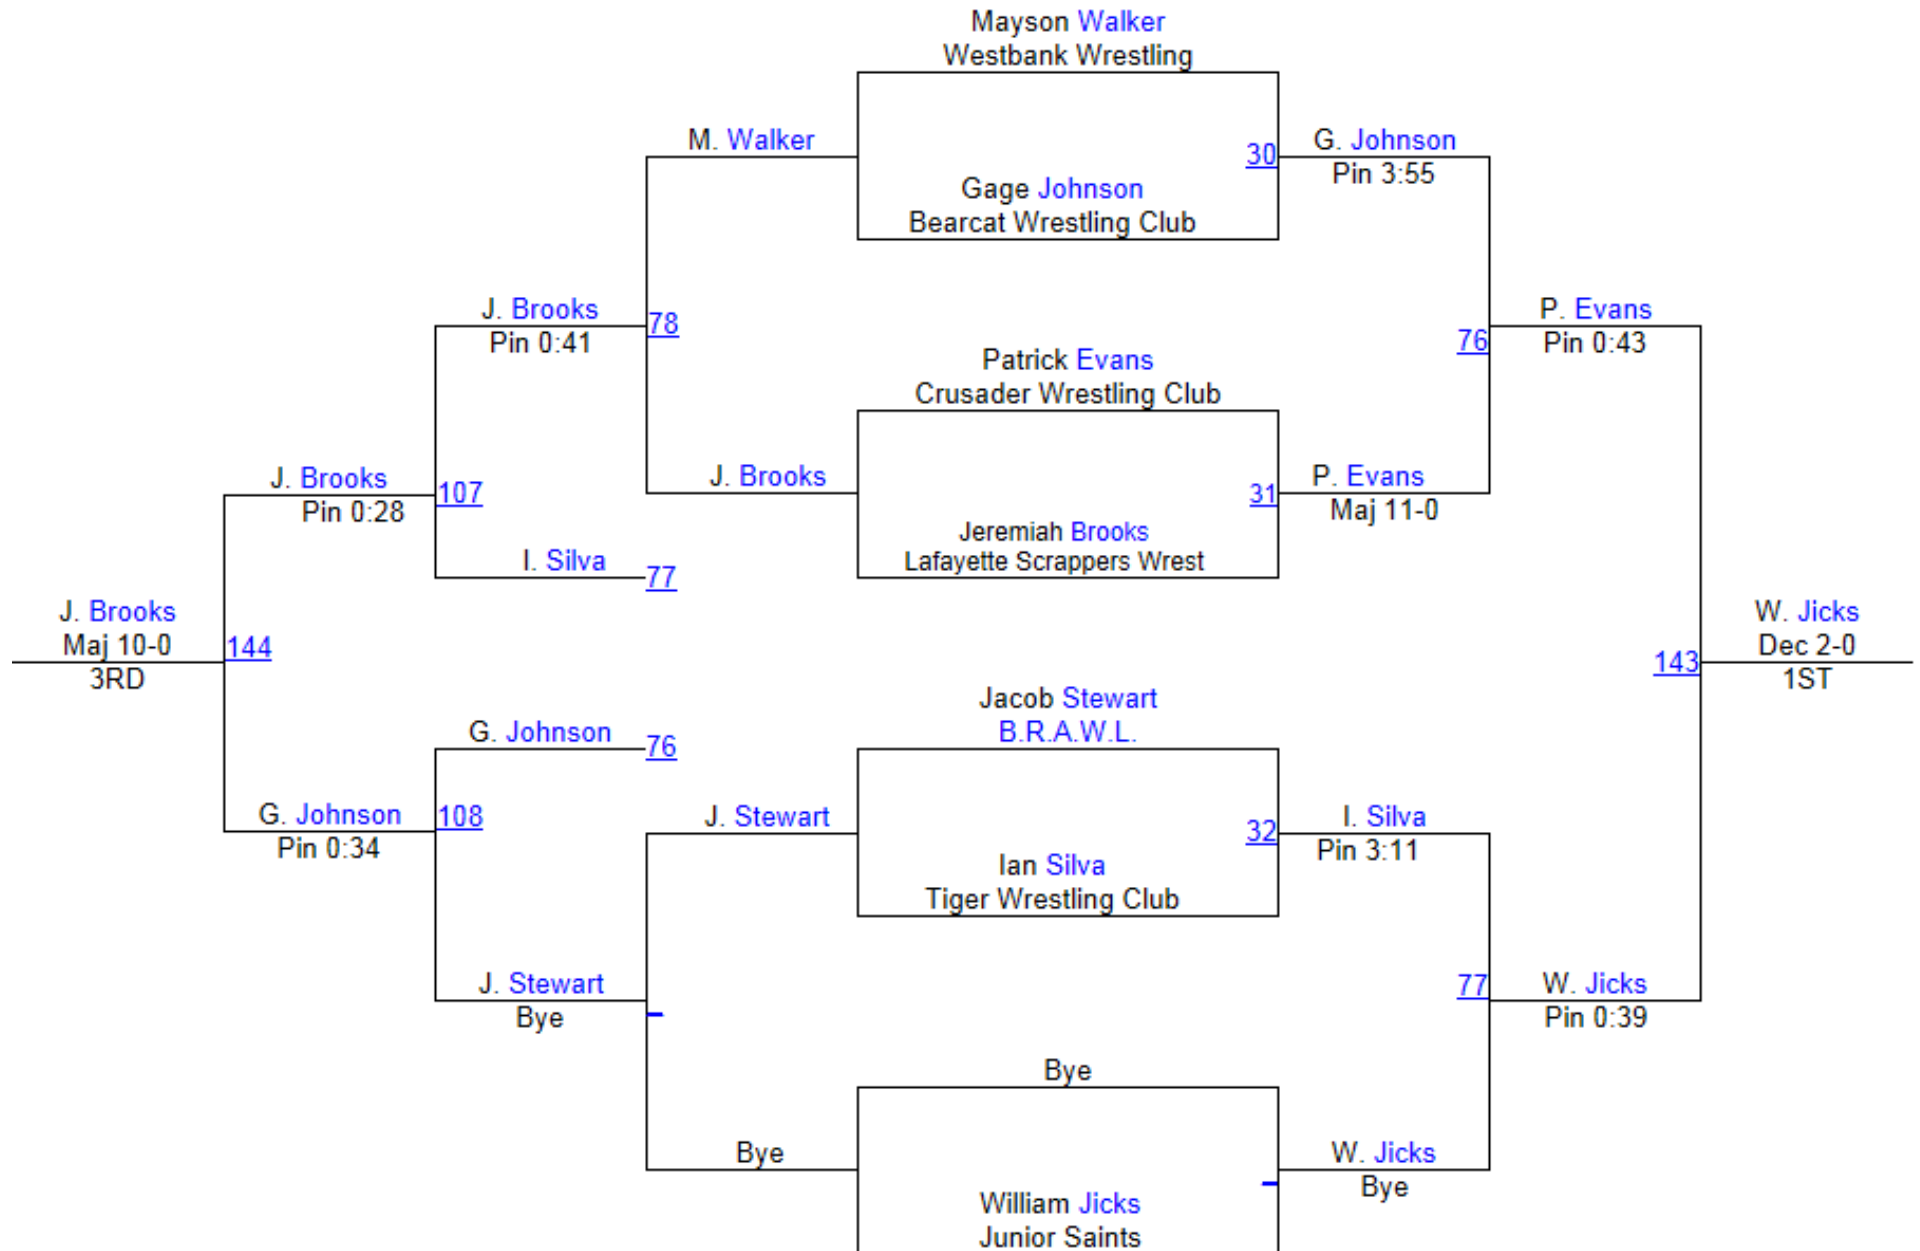 Mayson Walker
Westbank Wrestling
M. Walker
30
G. Johnson
Pin 3:55
Gage Johnson
Bearcat Wrestling Club
J. Brooks
Pin 0:41
78
P. Evans
Pin 0:43
76
Patrick Evans
Crusader Wrestling Club
J. Brooks
Pin 0:28
107
J. Brooks
31
P. Evans
Maj 11-0
Jeremiah Brooks
Lafayette Scrappers Wrest
I. Silva
77
J. Brooks
Maj 10-0
3RD
144
W. Jicks
Dec 2-0
1ST
143
Jacob Stewart
B.R.A.W.L.
G. Johnson
76
G. Johnson
Pin 0:34
108
J. Stewart
32
I. Silva
Pin 3:11
Ian Silva
Tiger Wrestling Club
J. Stewart
Bye
77
W. Jicks
Pin 0:39
Bye
Bye
W. Jicks
Bye
William Jicks
Junior Saints